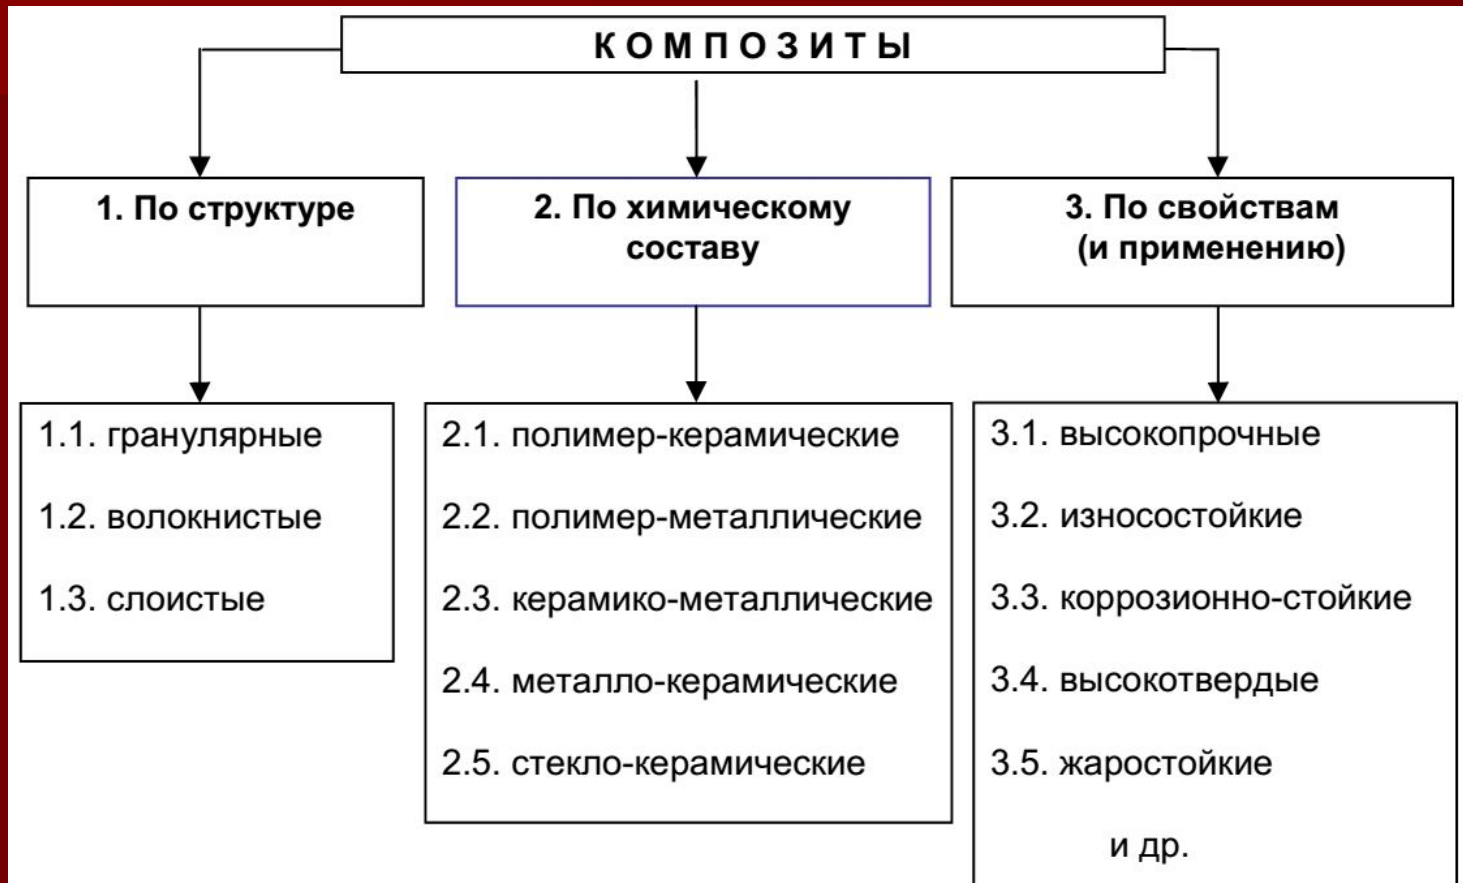 К О М П О З И Т Ы
1. По структуре
2. По химическому
составу
3. По свойствам
(и применению)
1.1. гранулярные
1.2. волокнистые
1.3. слоистые
2.1. полимер-керамические
2.2. полимер-металлические
2.3. керамико-металлические
2.4. металло-керамические
2.5. стекло-керамические
3.1. высокопрочные
3.2. износостойкие
3.3. коррозионно-стойкие
3.4. высокотвердые
3.5. жаростойкие
и др.